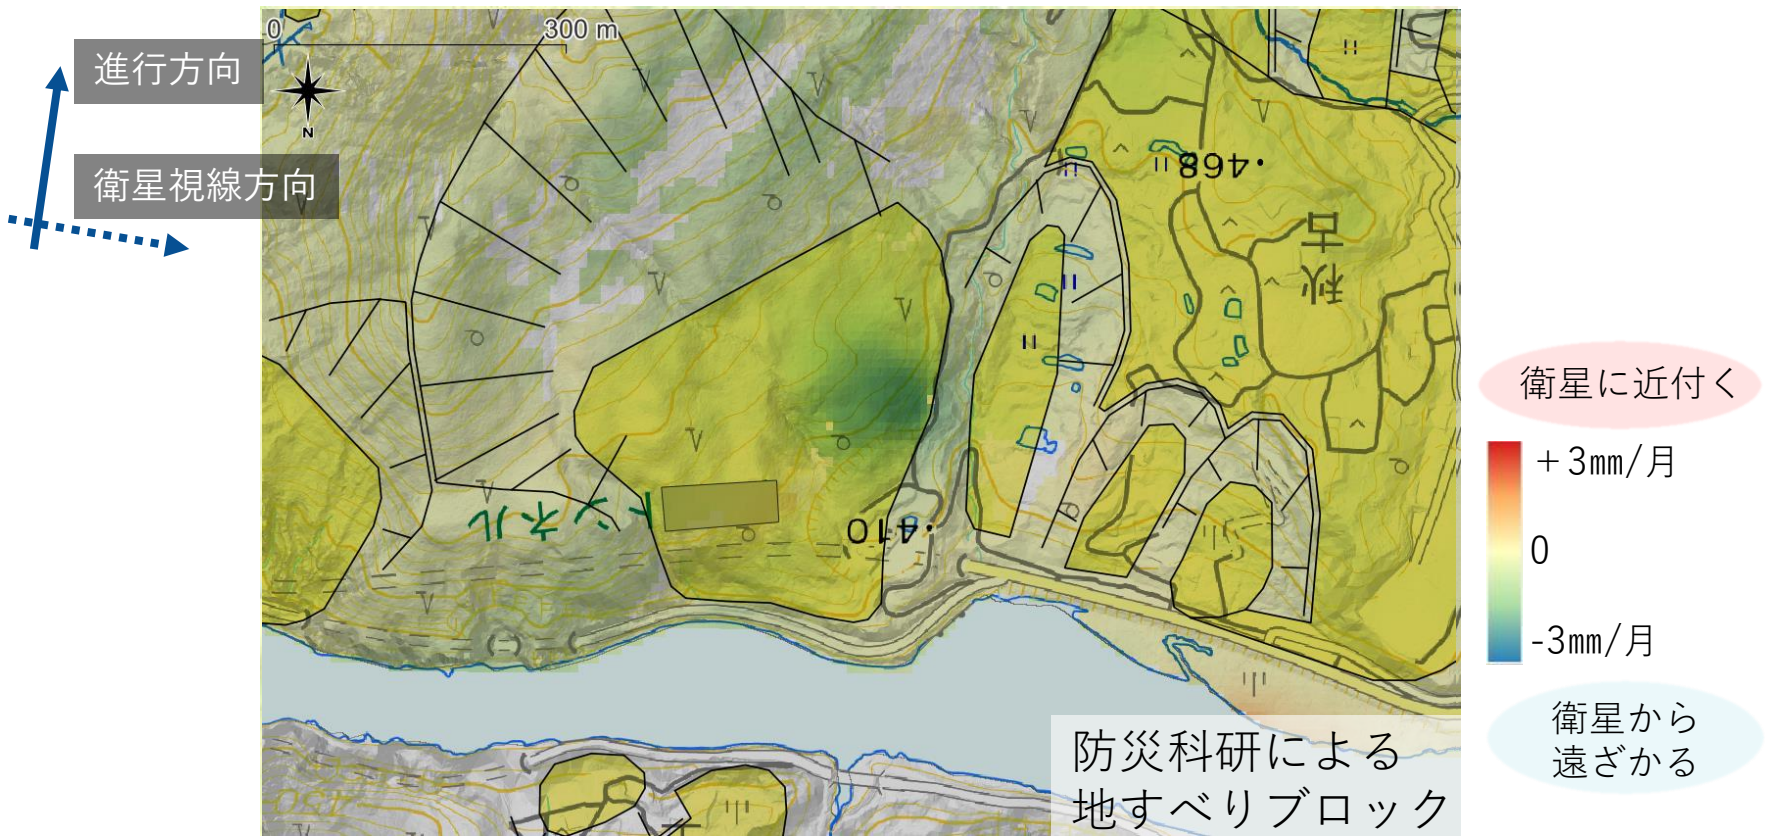 0
300 m
進行方向
N
衛星視線方向
・468
秋古
トンネル
・410
衛星に近付く
＋3㎜/月
0
-3㎜/月
衛星から
遠ざかる
防災科研による
地すべりブロック